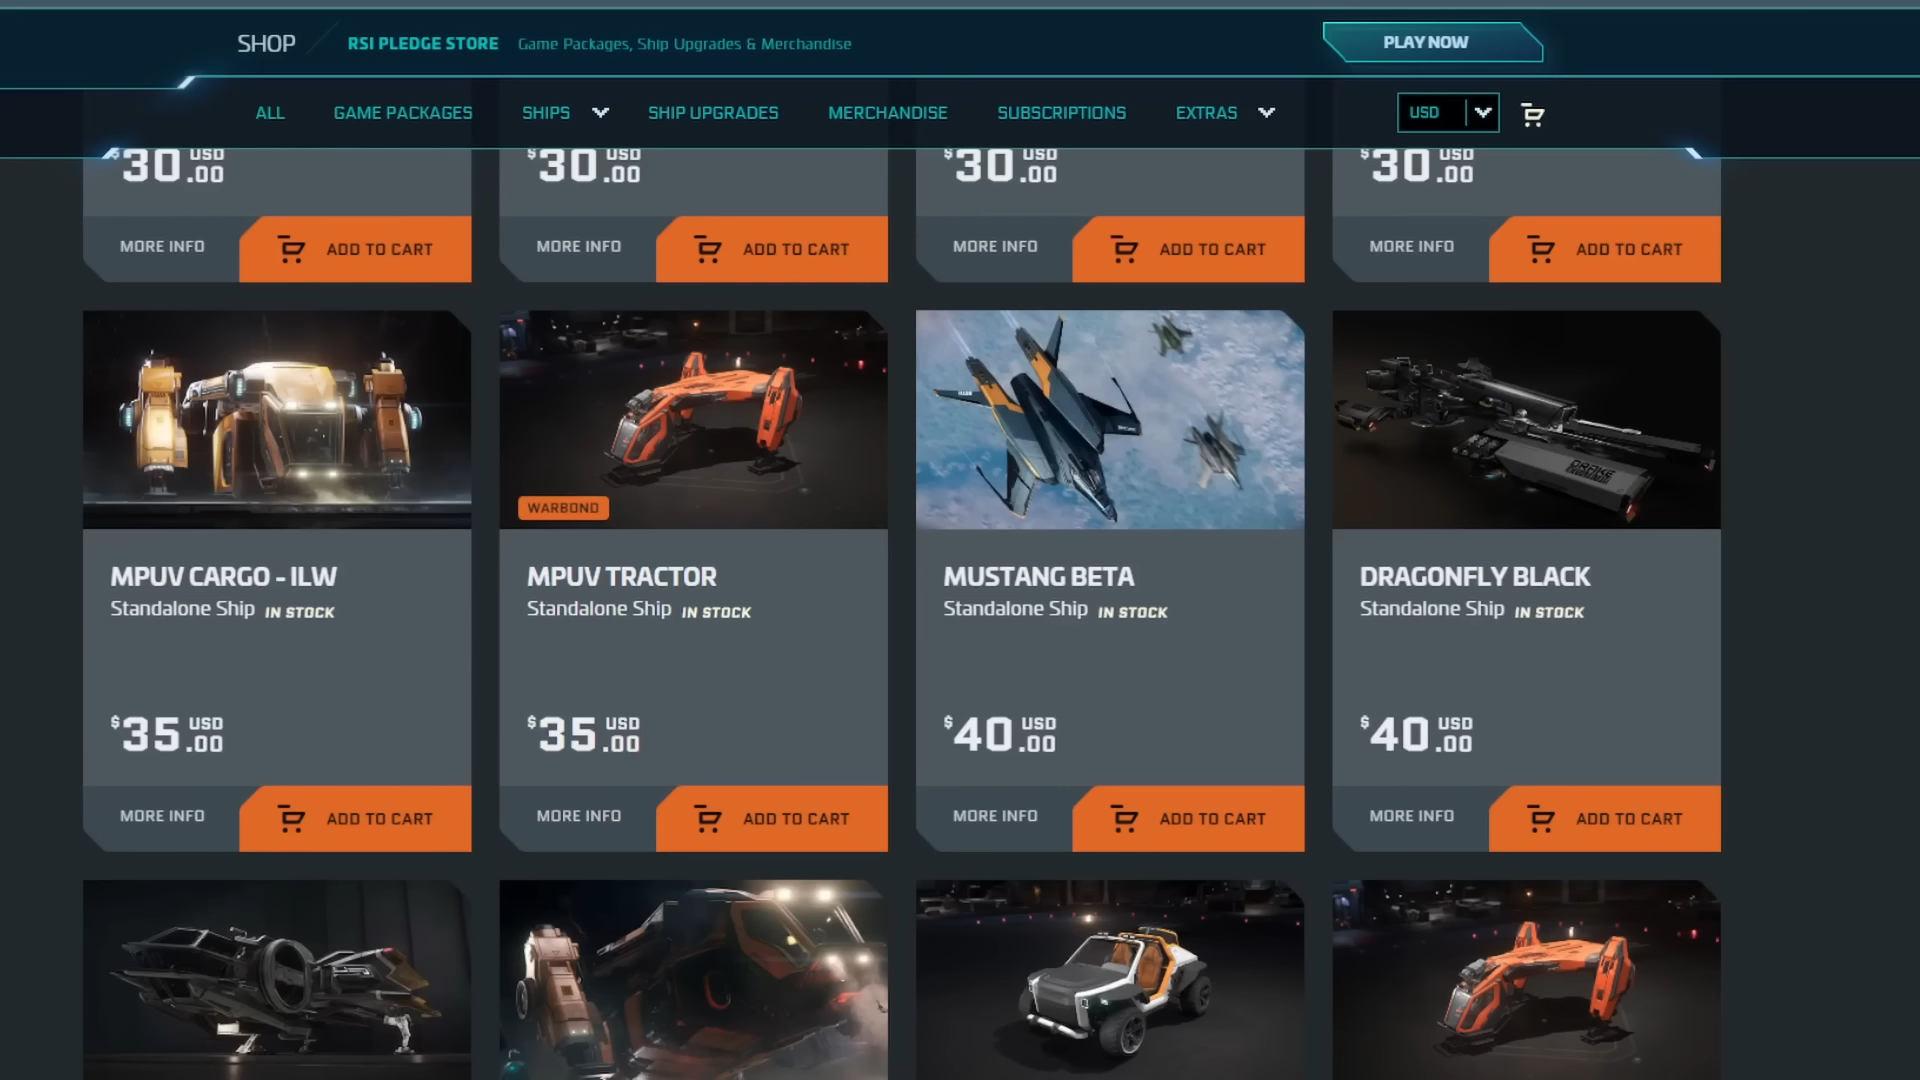 SHOP RSI PLEDGE STORE Game Packages, Ship Upgrades & Merchandise PLAY NOW
ALL GAME PACKAGES SHIPS SHIP UPGRADES MERCHANDISE SUBSCRIPTIONS EXTRAS USD
$30 USD .00 $30 USD .00 $30 USD .00 $30 USD .00
MORE INFO ADD TO CART MORE INFO ADD TO CART MORE INFO ADD TO CART MORE INFO ADD TO CART
DRAKE
WARBOND
MPUV CARGO - ILW MPUV TRACTOR MUSTANG BETA DRAGONFLY BLACK
Standalone Ship IN STOCK Standalone Ship IN STOCK Standalone Ship IN STOCK Standalone Ship IN STOCK
$35 USD .00 $35 USD .00 $40 USD .00 $40 USD .00
MORE INFO ADD TO CART MORE INFO ADD TO CART MORE INFO ADD TO CART MORE INFO ADD TO CART